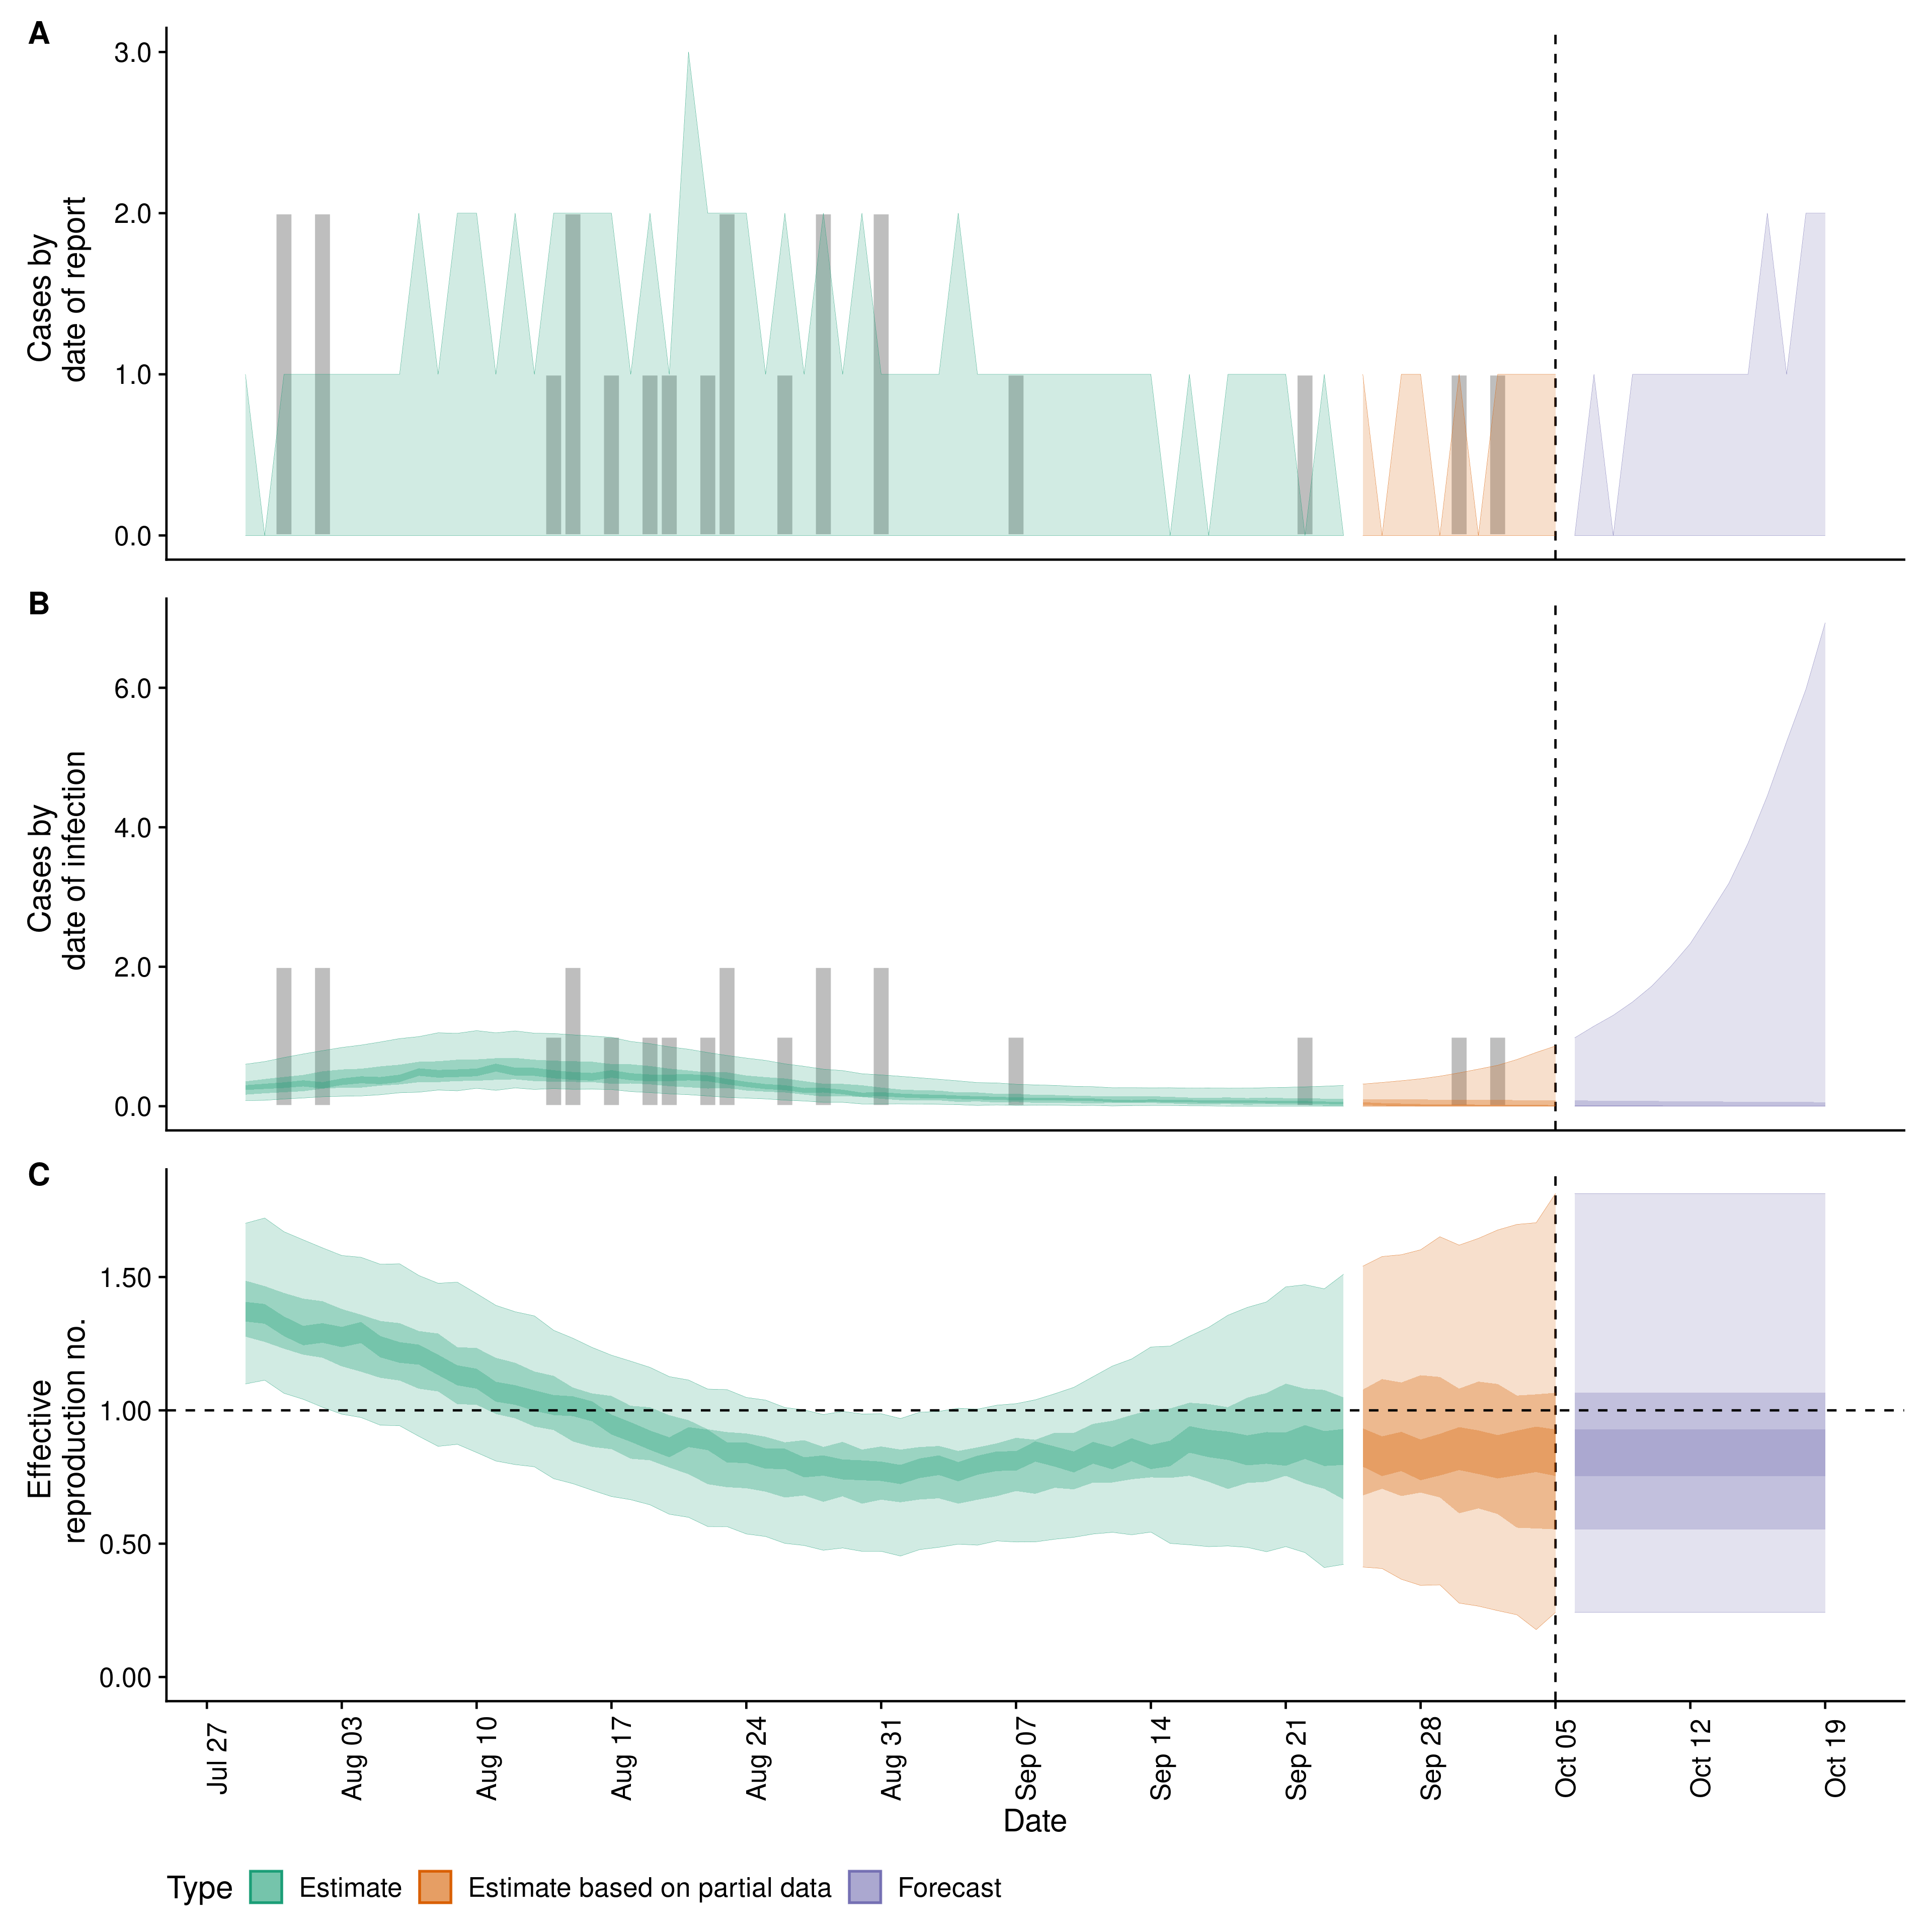 A
Cases by
date of report
3.0
2.0
1.0
0.0
B
Cases by
date of infection
6.0
4.0
2.0
0.0
C
Effective
reproduction no.
1.50
1.00
0.50
0.00
Jul 27
Aug 03
Aug 10
Aug 17
Aug 24
Aug 31
Sep 07
Sep 14
Sep 21
Sep 28
Oct 05
Oct 12
Oct 19
Date
Type Estimate Estimate based on partial data Forecast